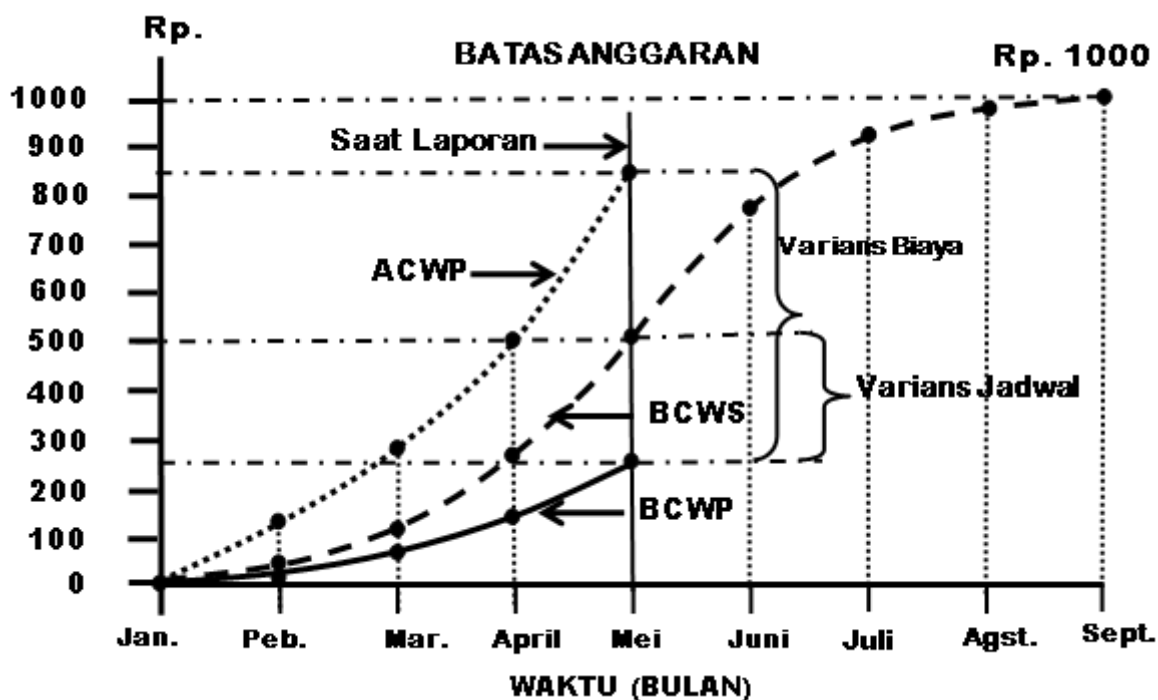 Rp.
BATAS ANGGARAN
Rp. 1000
1000
900
800
700
600
500
400
300
200
100
0
Saat Laporan
ACWP
Varians Biaya
Varians Jadwal
BCWS
BCWP
Jan.
Peb.
Mar.
April
Mei
Juni
Juli
Agst.
Sept.
WAKTU (BULAN)